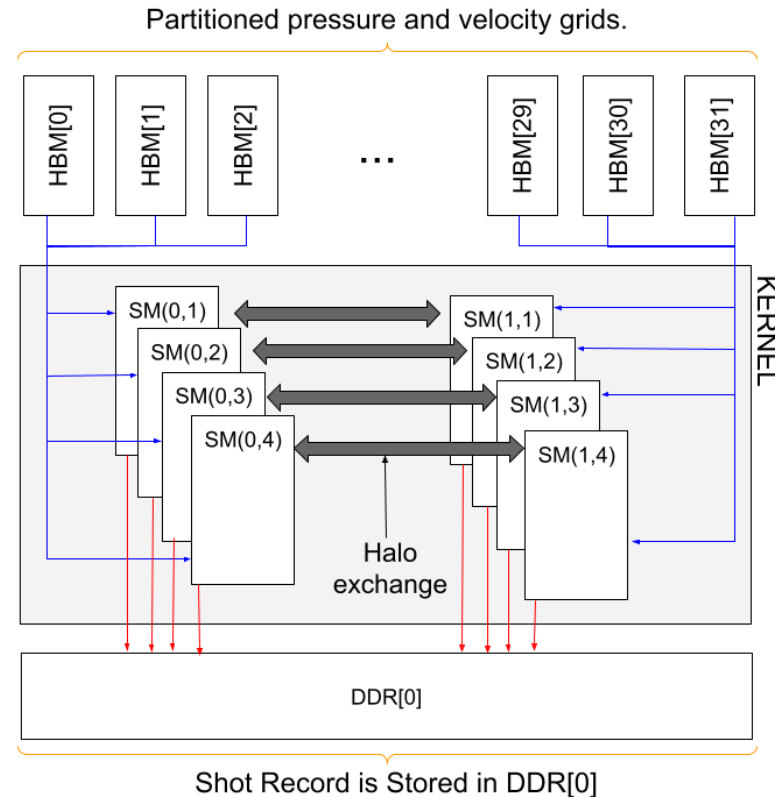 Partitioned pressure and velocity grids.
HBM[0]
HBM[1]
HBM[2]
...
HBM[29]
HBM[30]
HBM[31]
KERNEL
SM(0,1)
SM(0,2)
SM(0,3)
SM(0,4)
SM(1,1)
SM(1,2)
SM(1,3)
SM(1,4)
Halo
exchange
DDR[0]
Shot Record is Stored in DDR[0]